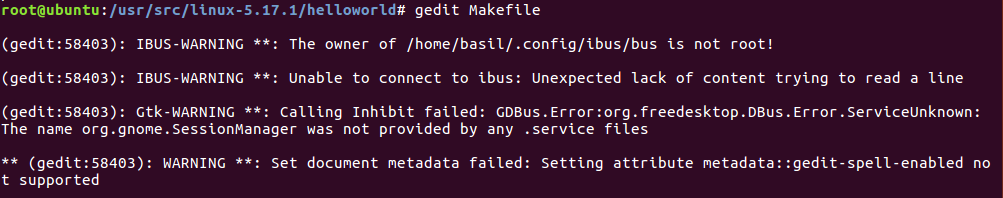 root@ubuntu:/usr/src/linux-5.17.1/helloworld# gedit Makefile
(gedit:58403): IBUS-WARNING **: The owner of /home/basil/.config/ibus/bus is not root!
(gedit:58403): IBUS-WARNING **: Unable to connect to ibus: Unexpected lack of content trying to read a line
(gedit:58403): Gtk-WARNING **: Calling Inhibit failed: GDBus.Error:org.freedesktop.DBus.Error.ServiceUnknown:
The name org.gnome.SessionManager was not provided by any .service files
** (gedit:58403): WARNING **: Set document metadata failed: Setting attribute metadata::gedit-spell-enabled no
t supported